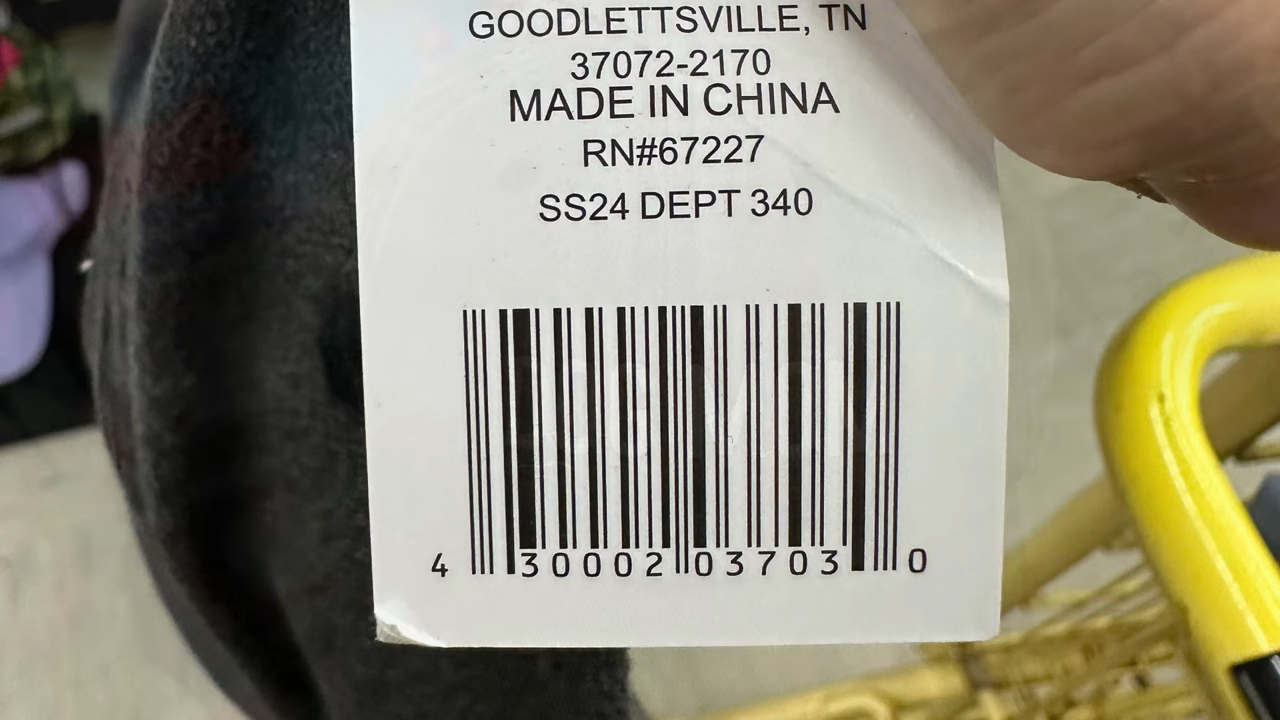 GOODLETTSVILLE, TN
37072-2170
MADE IN CHINA
RN#67227
SS24 DEPT 340
4 30002 03703 0